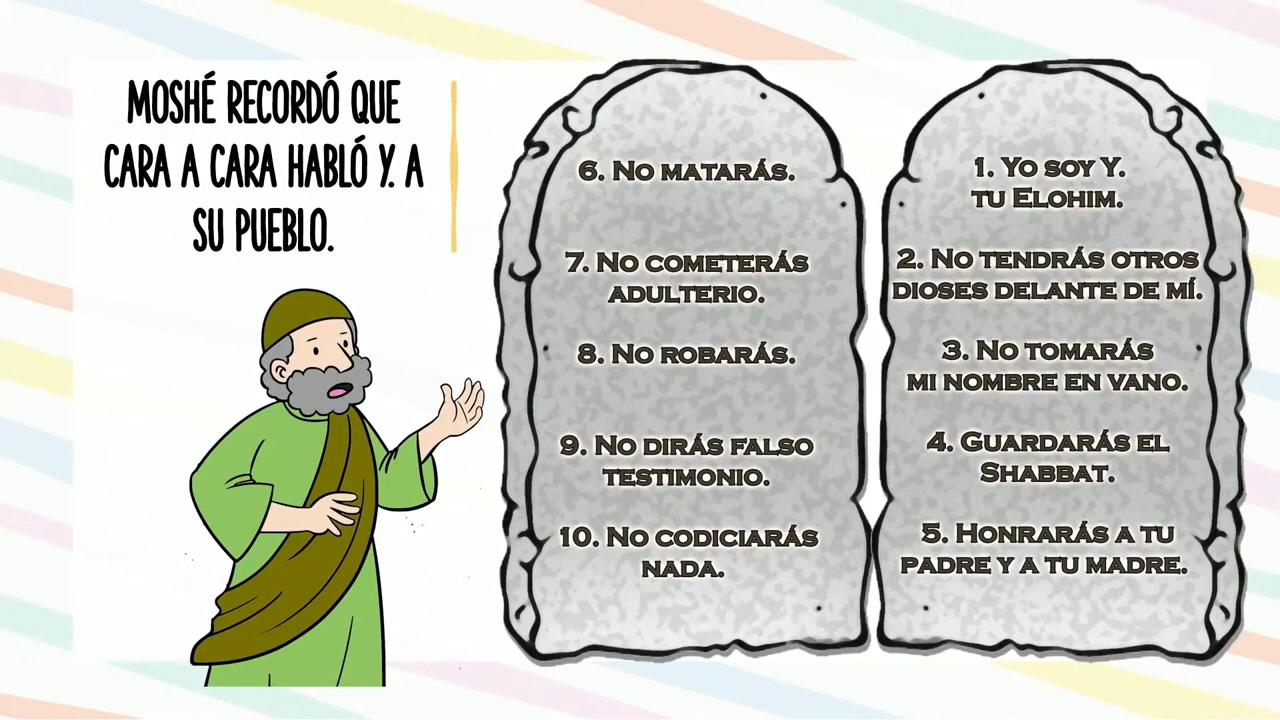 MOSHÉ RECORDÓ QUE
CARA A CARA HABLÓ Y. A
SU PUEBLO.
6. No matarás.
7. No cometerás
adulterio.
8. No robarás.
9. No dirás falso
testimonio.
10. No codiciarás
nada.
1. Yo soy Y.
tu Elohim.
2. No tendrás otros
dioses delante de mí.
3. No tomarás
mi nombre en vano.
4. Guardarás el
Shabbat.
5. Honrarás a tu
padre y a tu madre.